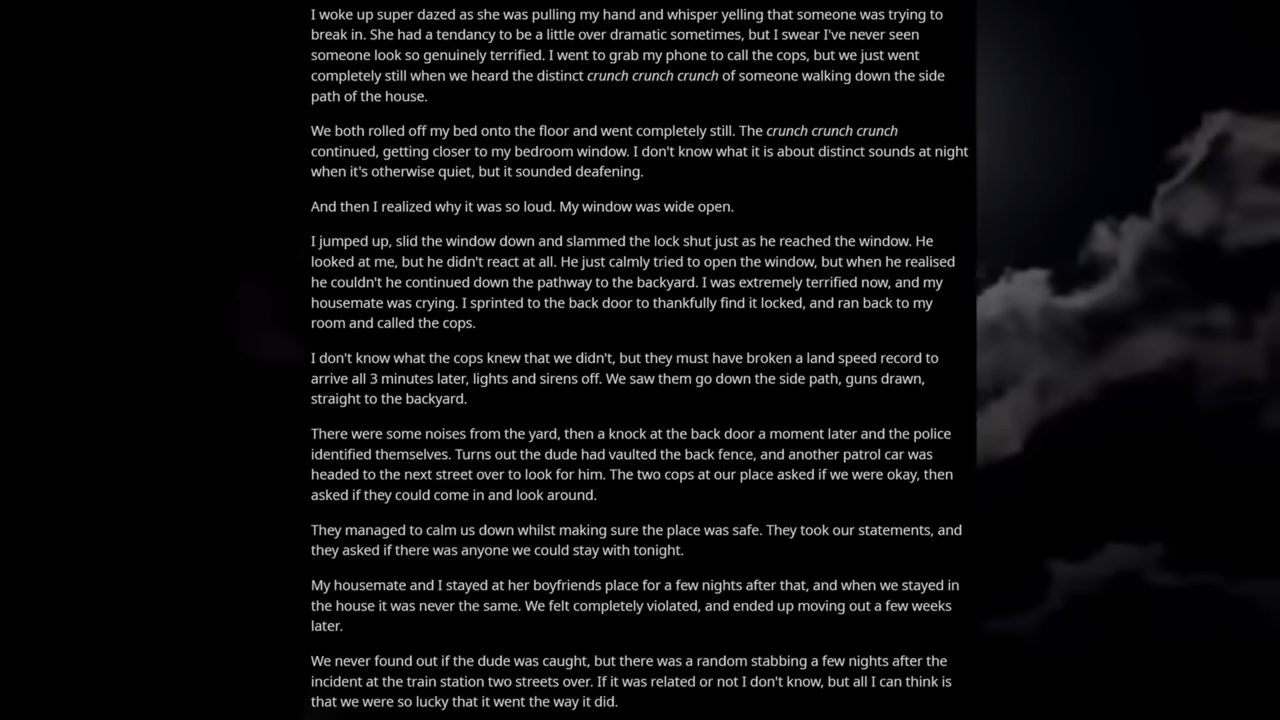 I woke up super dazed as she was pulling my hand and whisper yelling that someone was trying to
break in. She had a tendancy to be a little over dramatic sometimes, but I swear I've never seen
someone look so genuinely terrified. I went to grab my phone to call the cops, but we just went
completely still when we heard the distinct crunch crunch crunch of someone walking down the side
path of the house.
We both rolled off my bed onto the floor and went completely still. The crunch crunch crunch
continued, getting closer to my bedroom window. I don't know what it is about distinct sounds at night
when it's otherwise quiet, but it sounded deafening.
And then I realized why it was so loud. My window was wide open.
I jumped up, slid the window down and slammed the lock shut just as he reached the window. He
looked at me, but he didn't react at all. He just calmly tried to open the window, but when he realised
he couldn't he continued down the pathway to the backyard. I was extremely terrified now, and my
housemate was crying. I sprinted to the back door to thankfully find it locked, and ran back to my
room and called the cops.
I don't know what the cops knew that we didn't, but they must have broken a land speed record to
arrive all 3 minutes later, lights and sirens off. We saw them go down the side path, guns drawn,
straight to the backyard.
There were some noises from the yard, then a knock at the back door a moment later and the police
identified themselves. Turns out the dude had vaulted the back fence, and another patrol car was
headed to the next street over to look for him. The two cops at our place asked if we were okay, then
asked if they could come in and look around.
They managed to calm us down whilst making sure the place was safe. They took our statements, and
they asked if there was anyone we could stay with tonight.
My housemate and I stayed at her boyfriends place for a few nights after that, and when we stayed in
the house it was never the same. We felt completely violated, and ended up moving out a few weeks
later.
We never found out if the dude was caught, but there was a random stabbing a few nights after the
incident at the train station two streets over. If it was related or not I don't know, but all I can think is
that we were so lucky that it went the way it did.